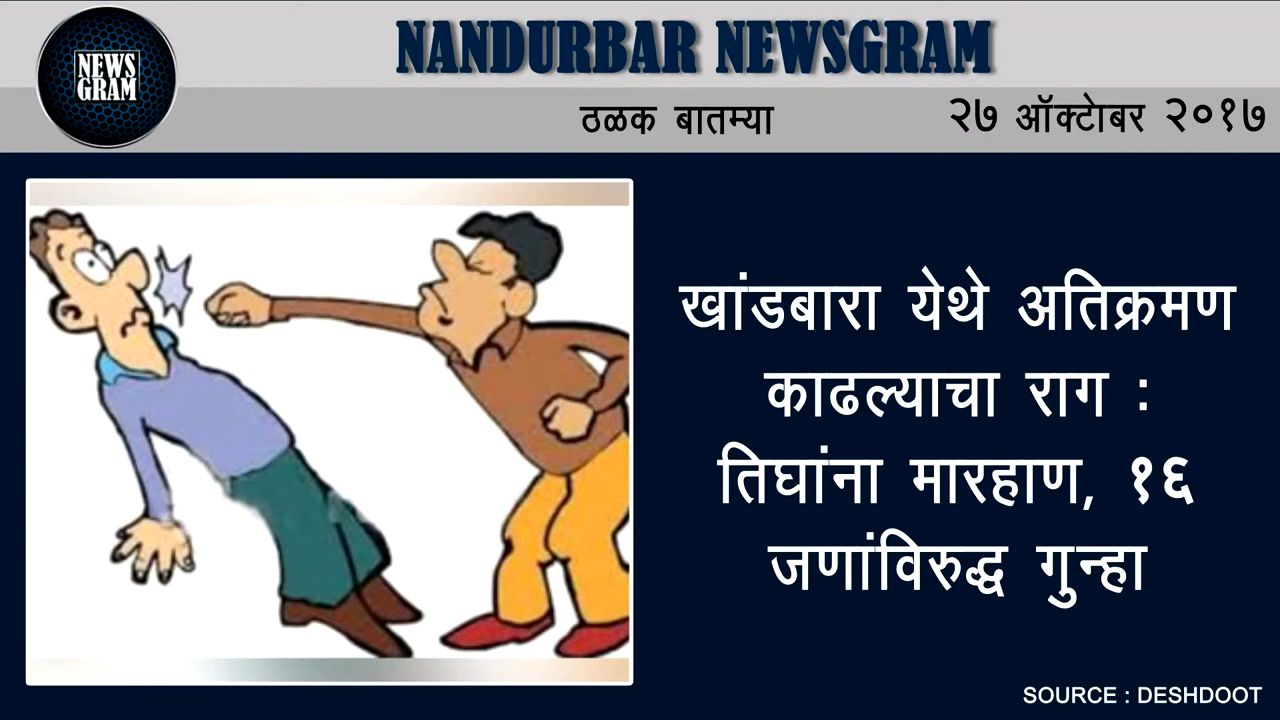 NEWS
GRAM
NANDURBAR NEWSGRAM
ठळक बातम्या
२७ ऑक्टोबर २०१७
खांडबारा येथे अतिक्रमण
काढल्याचा राग :
तिघांना मारहाण, १६
जणांविरुद्ध गुन्हा
SOURCE : DESHDOOT